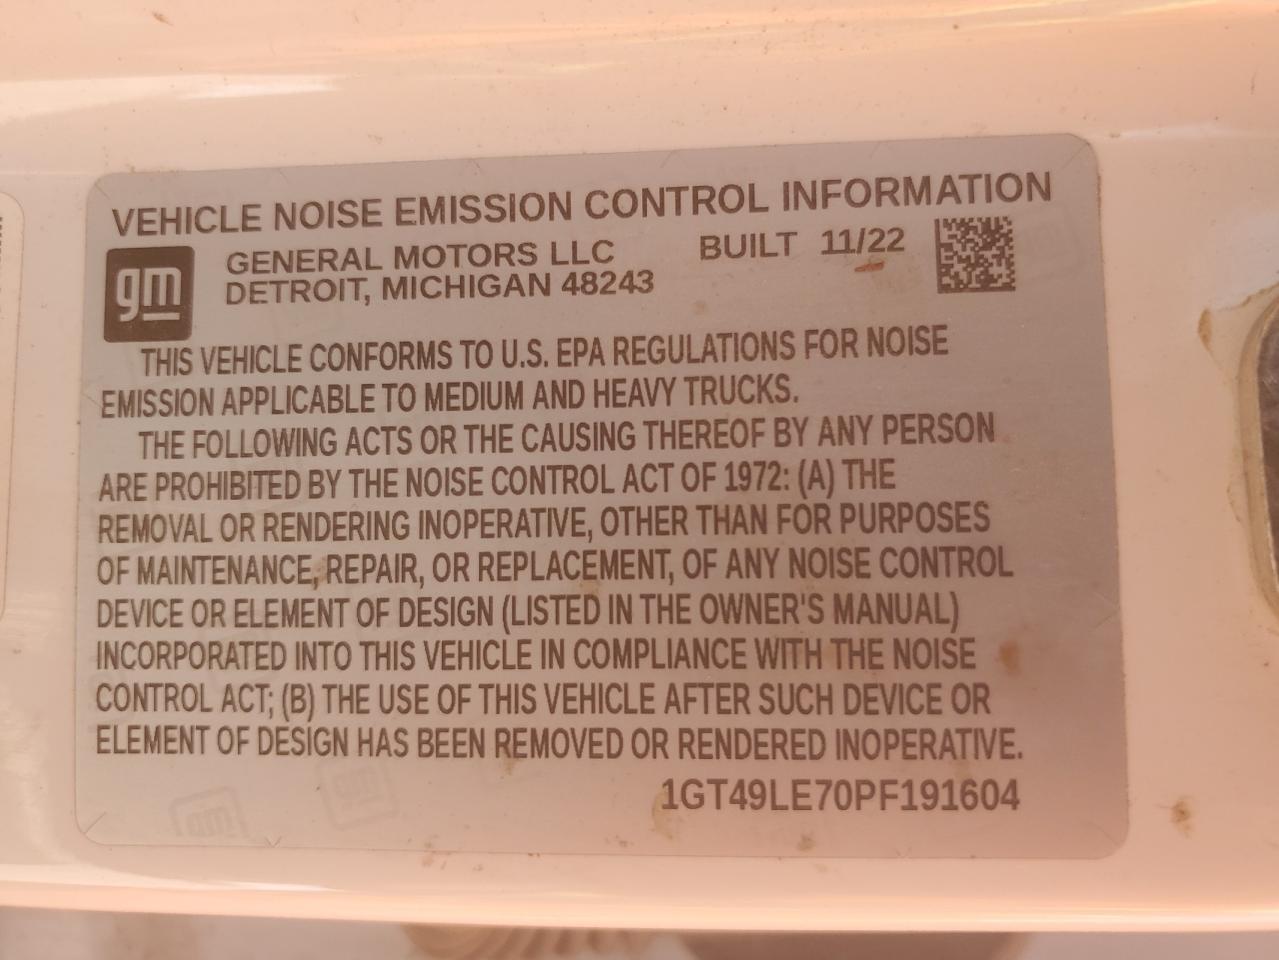 VEHICLE NOISE EMISSION CONTROL INFORMATION
gm
GENERAL MOTORS LLC BUILT 11/22
DETROIT, MICHIGAN 48243
THIS VEHICLE CONFORMS TO U.S. EPA REGULATIONS FOR NOISE
EMISSION APPLICABLE TO MEDIUM AND HEAVY TRUCKS.
THE FOLLOWING ACTS OR THE CAUSING THEREOF BY ANY PERSON
ARE PROHIBITED BY THE NOISE CONTROL ACT OF 1972: (A) THE
REMOVAL OR RENDERING INOPERATIVE, OTHER THAN FOR PURPOSES
OF MAINTENANCE, REPAIR, OR REPLACEMENT, OF ANY NOISE CONTROL
DEVICE OR ELEMENT OF DESIGN (LISTED IN THE OWNER'S MANUAL)
INCORPORATED INTO THIS VEHICLE IN COMPLIANCE WITH THE NOISE
CONTROL ACT; (B) THE USE OF THIS VEHICLE AFTER SUCH DEVICE OR
ELEMENT OF DESIGN HAS BEEN REMOVED OR RENDERED INOPERATIVE.
1GT49LE70PF191604